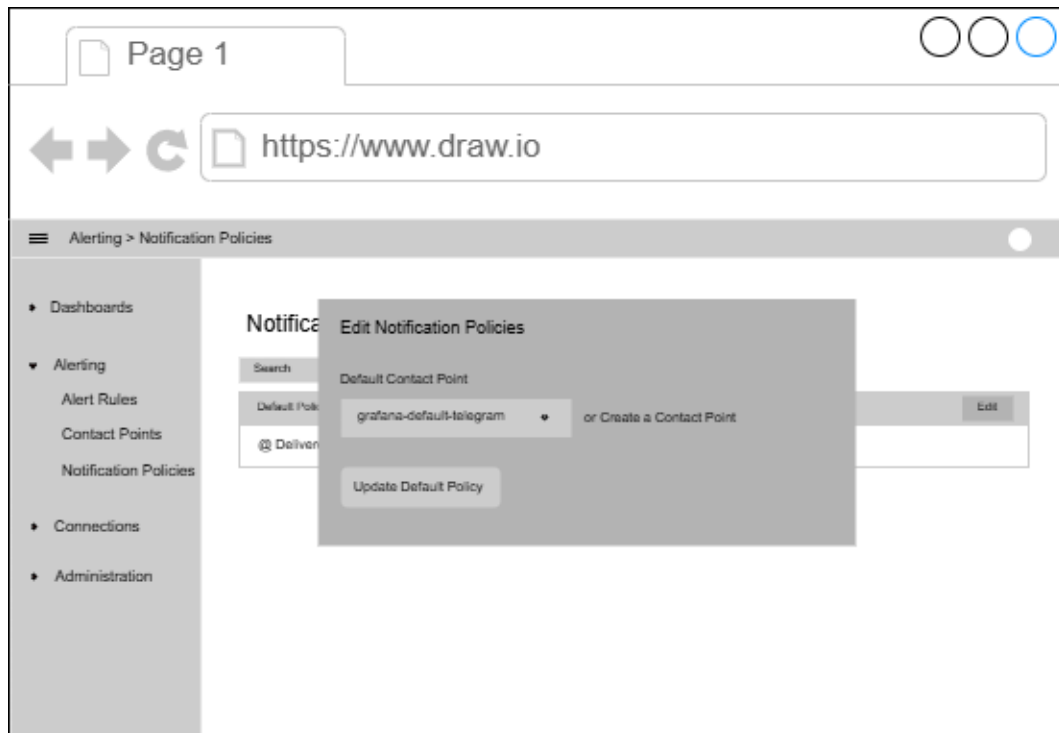 Page 1
https://www.draw.io
Alerting > Notification Policies
Dashboards
Alerting
Alert Rules
Contact Points
Notification Policies
Connections
Administration
Notifica
Search
Default Poli
Edit
@ Deliver
Edit Notification Policies
Default Contact Point
grafana-default-telegram
or Create a Contact Point
Update Default Policy